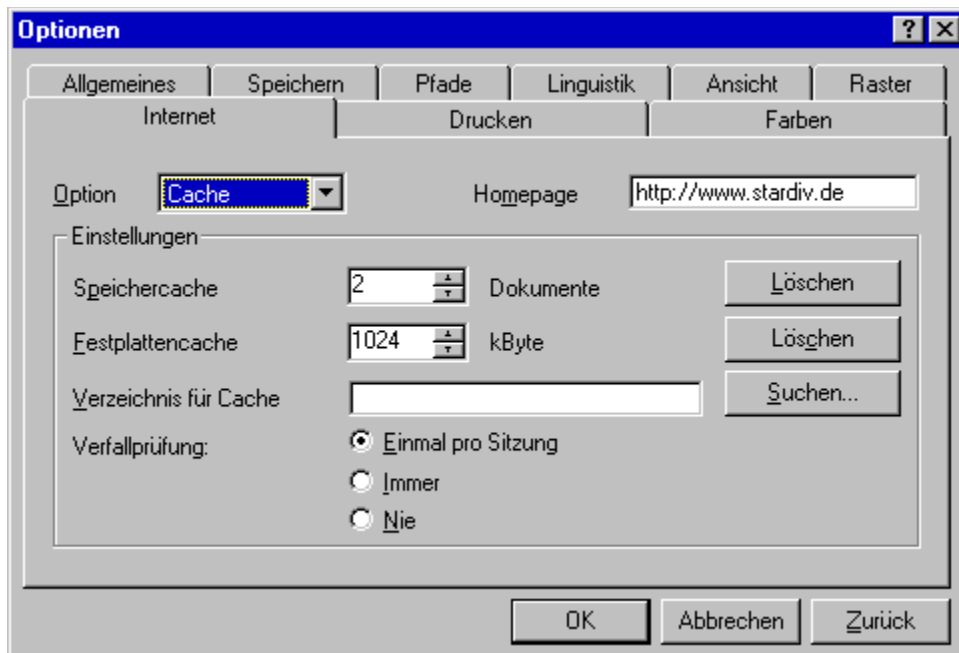 Optionen
Allgemeines Speichern Pfade Linguistik Ansicht Raster
Internet Drucken Farben
Option Cache Homepage http://www.stardiv.de
Einstellungen
Speichercache 2 Dokumente Löschen
Festplattencache 1024 kByte Löschen
Verzeichnis für Cache Suchen...
Verfallprüfung: Einmal pro Sitzung
Immer
Nie
OK Abbrechen Zurück